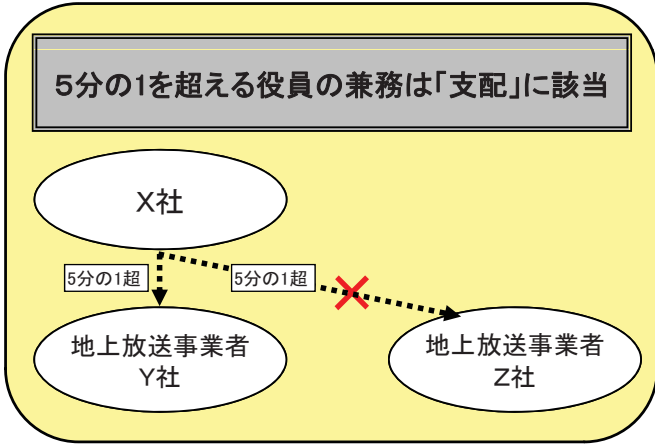 5分の1を超える役員の兼務は「支配」に該当
X社
5分の1超
5分の1超
地上放送事業者
Y社
地上放送事業者
Z社